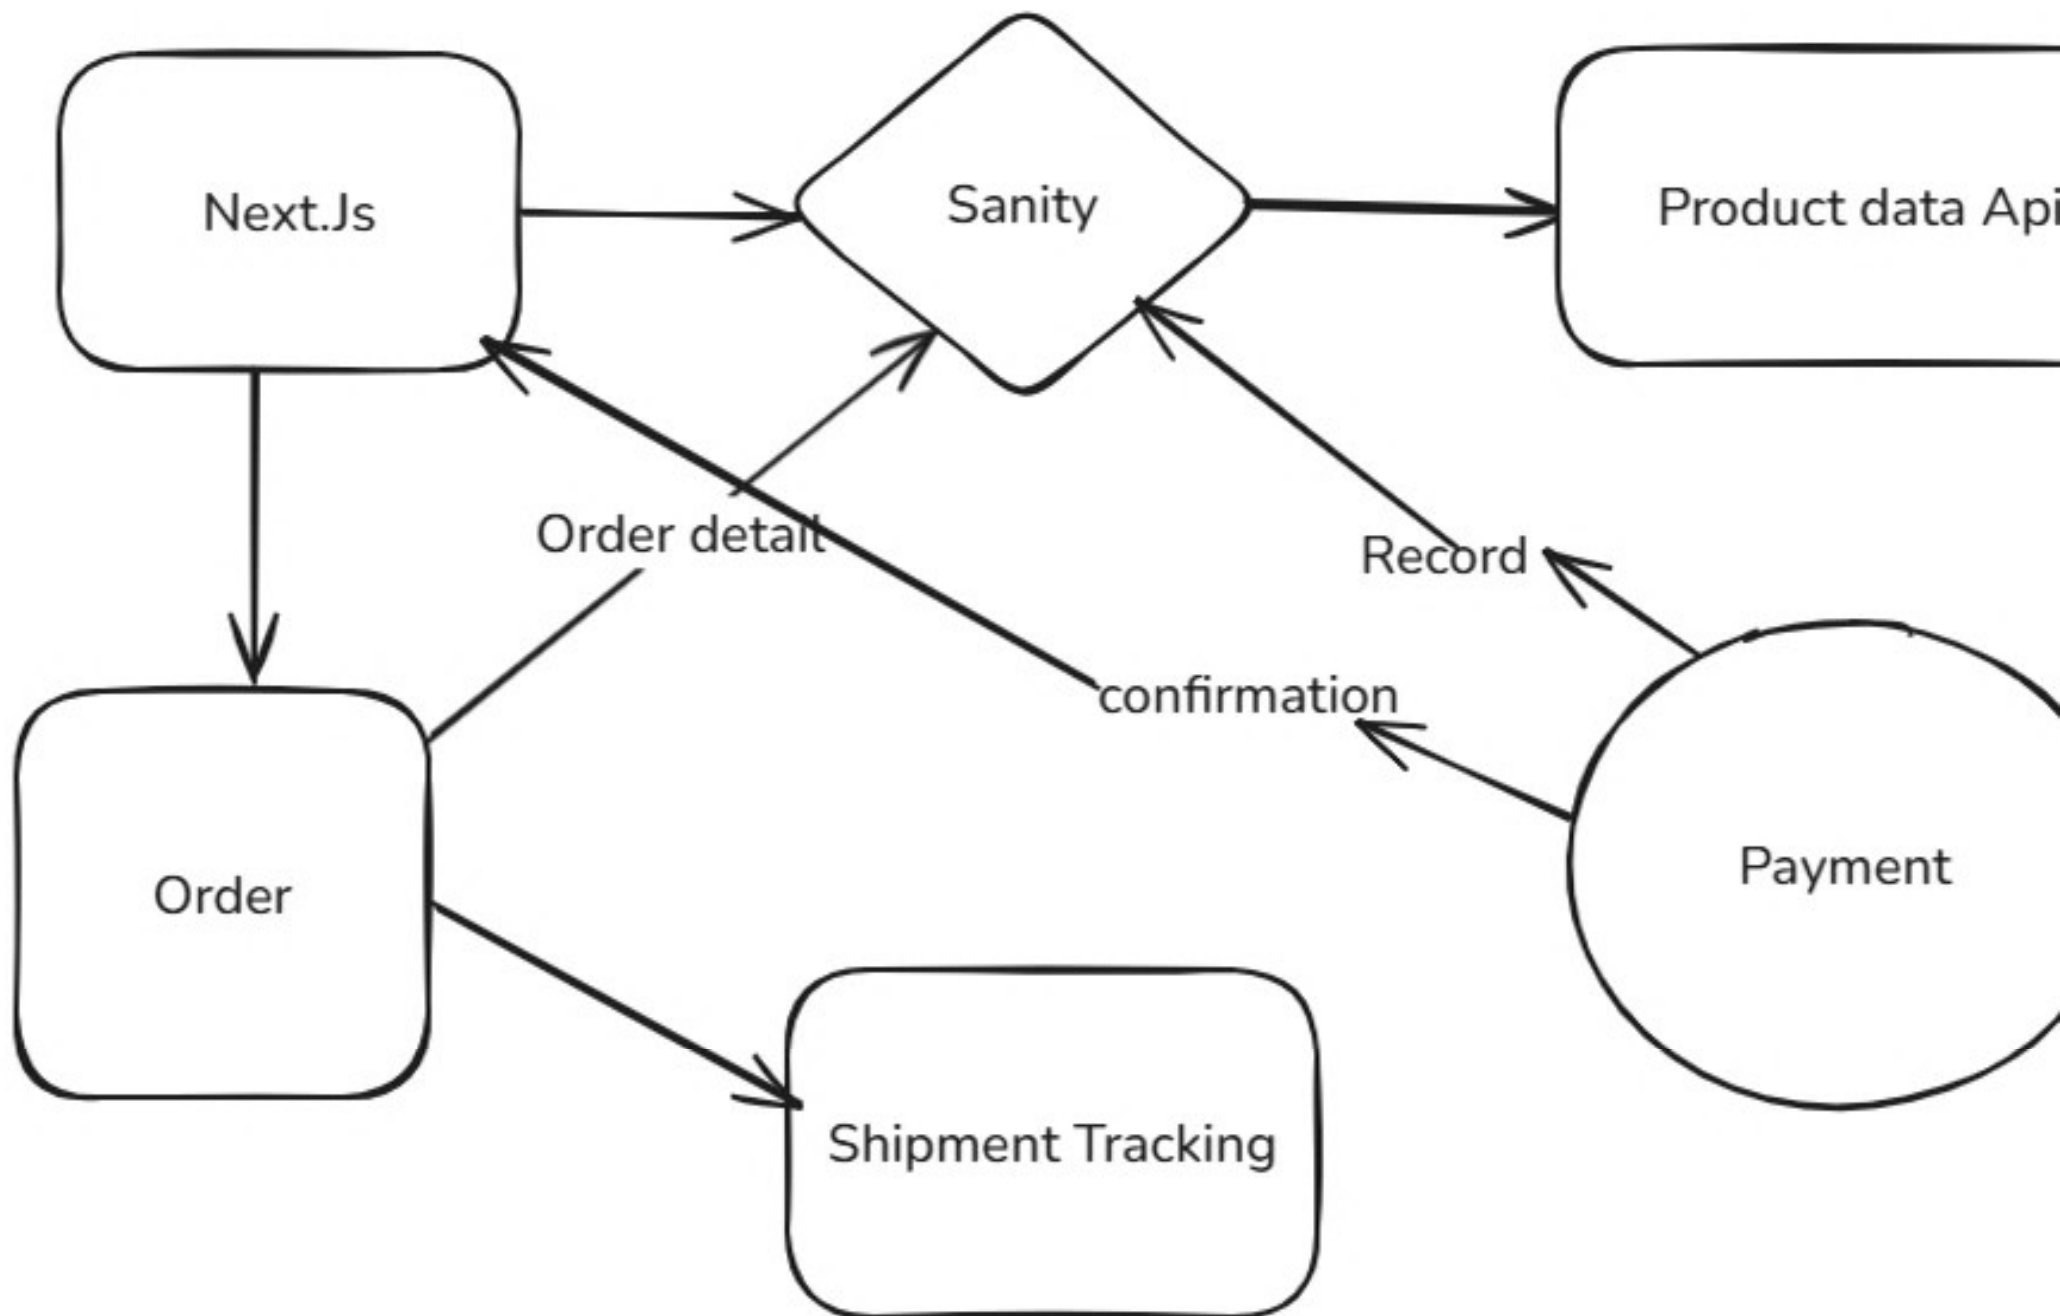 Next.Js
Sanity
Product data Api
Order detail
Record
confirmation
Order
Payment
Shipment Tracking